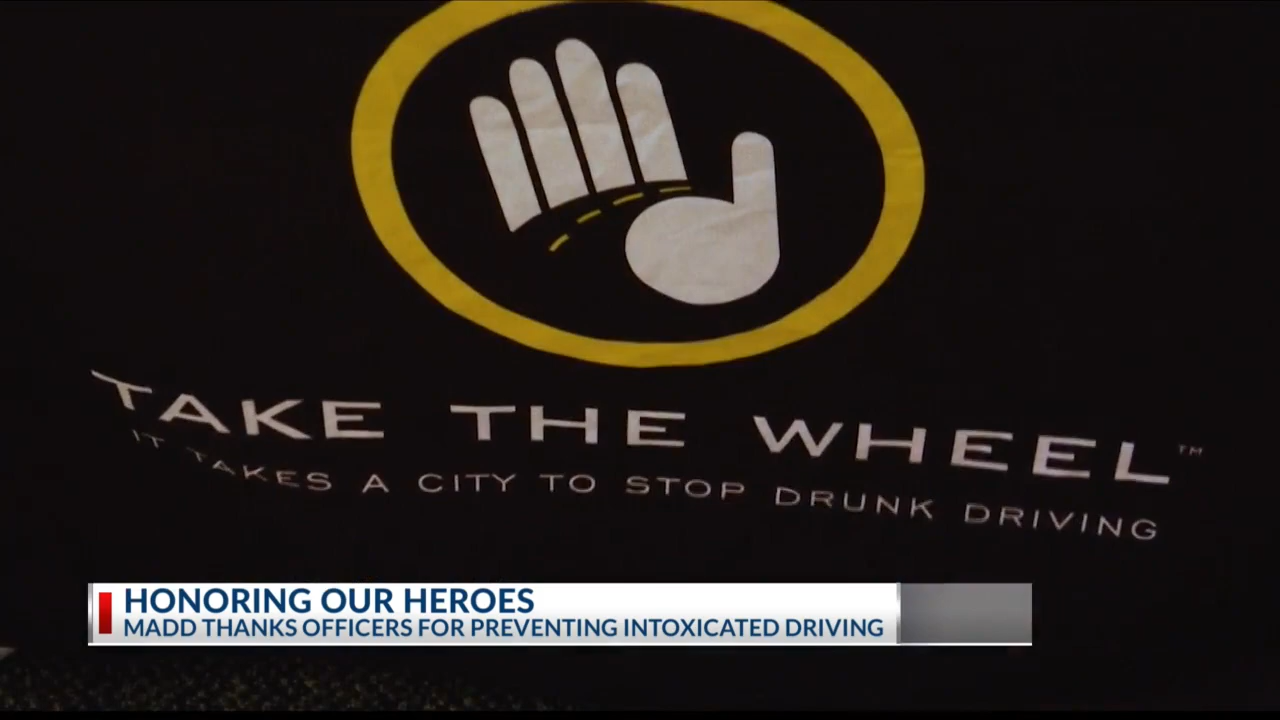 TAKE THE WHEEL™
IT TAKES A CITY TO STOP DRUNK DRIVING
HONORING OUR HEROES
MADD THANKS OFFICERS FOR PREVENTING INTOXICATED DRIVING